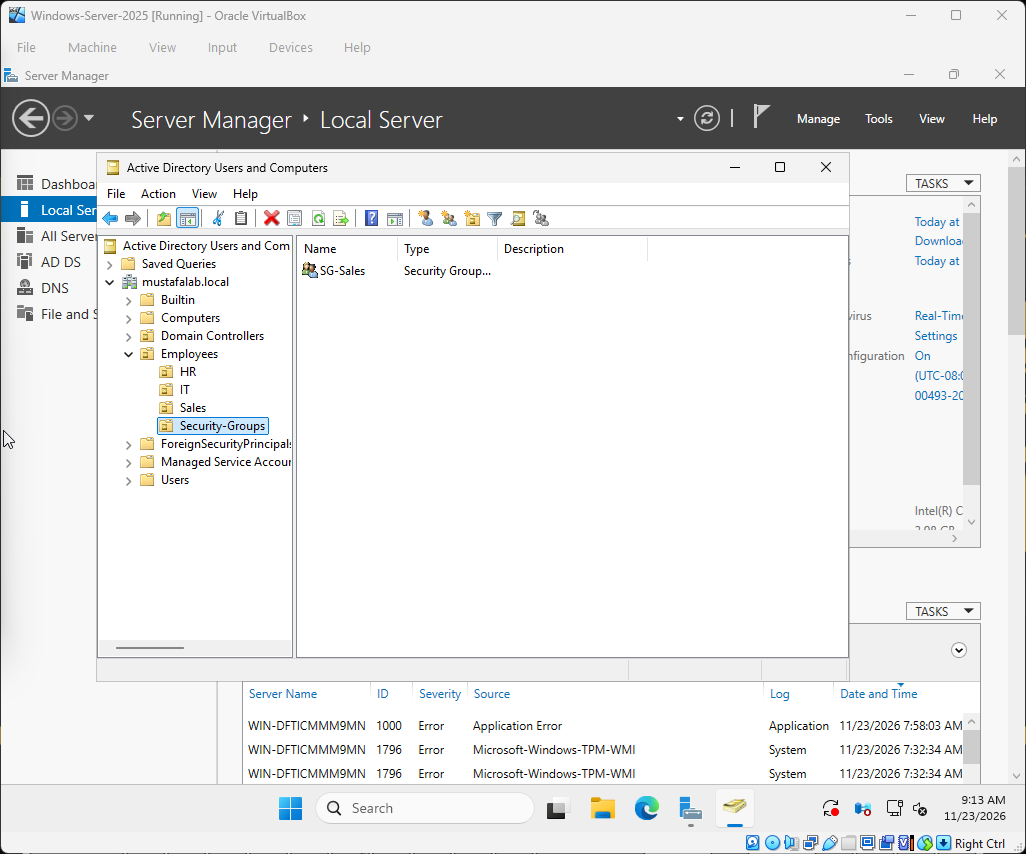 Windows-Server-2025 [Running] - Oracle VirtualBox
File Machine View Input Devices Help
Server Manager
Server Manager Local Server
Manage Tools View Help
Active Directory Users and Computers
File Action View Help
Dashboa
Local Ser
All Server
AD DS
DNS
File and S
Active Directory Users and Com
Saved Queries
mustafalab.local
Builtin
Computers
Domain Controllers
Employees
HR
IT
Sales
Security-Groups
ForeignSecurityPrincipals
Managed Service Accour
Users
Name Type Description
SG-Sales Security Group...
TASKS
Today at
Downloa
Today at
virus Real-Time
Settings
nfiguration On
(UTC-08:0
00493-20
Intel(R) C
TASKS
Server Name ID Severity Source Log Date and Time
WIN-DFTICMMM9MN 1000 Error Application Error Application 11/23/2026 7:58:03 AM
WIN-DFTICMMM9MN 1796 Error Microsoft-Windows-TPM-WMI System 11/23/2026 7:32:34 AM
WIN-DFTICMMM9MN 1796 Error Microsoft-Windows-TPM-WMI System 11/23/2026 7:32:34 AM
Search
9:13 AM
11/23/2026
Right Ctrl